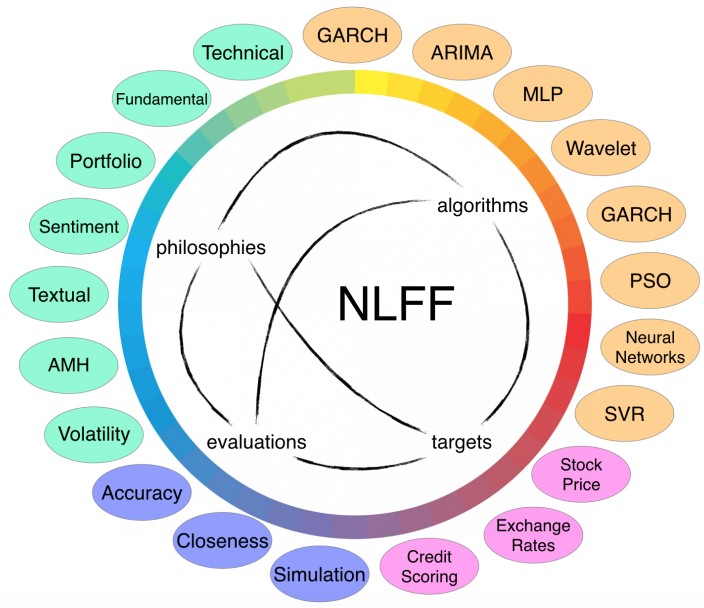 GARCH
ARIMA
MLP
Wavelet
GARCH
PSO
Neural
Networks
SVR
Stock
Price
Exchange
Rates
Credit
Scoring
Simulation
Closeness
Accuracy
Volatility
AMH
Textual
Sentiment
Portfolio
Fundamental
Technical
algorithms
philosophies
NLFF
evaluations
targets